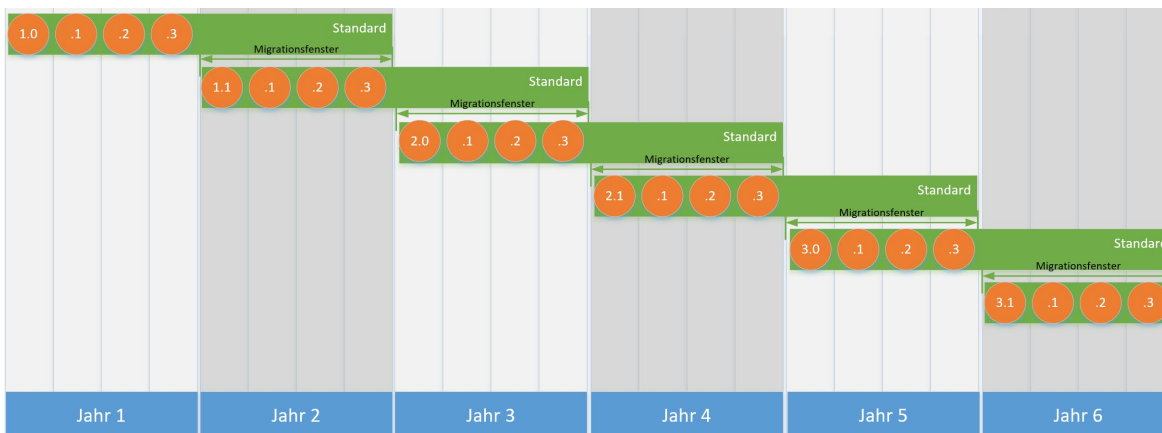 1.0 .1 .2 .3 Standard
Migrationsfenster
1.1 .1 .2 .3 Standard
Migrationsfenster
2.0 .1 .2 .3 Standard
Migrationsfenster
2.1 .1 .2 .3 Standard
Migrationsfenster
3.0 .1 .2 .3 Standard
Migrationsfenster
3.1 .1 .2 .3
Jahr 1 Jahr 2 Jahr 3 Jahr 4 Jahr 5 Jahr 6